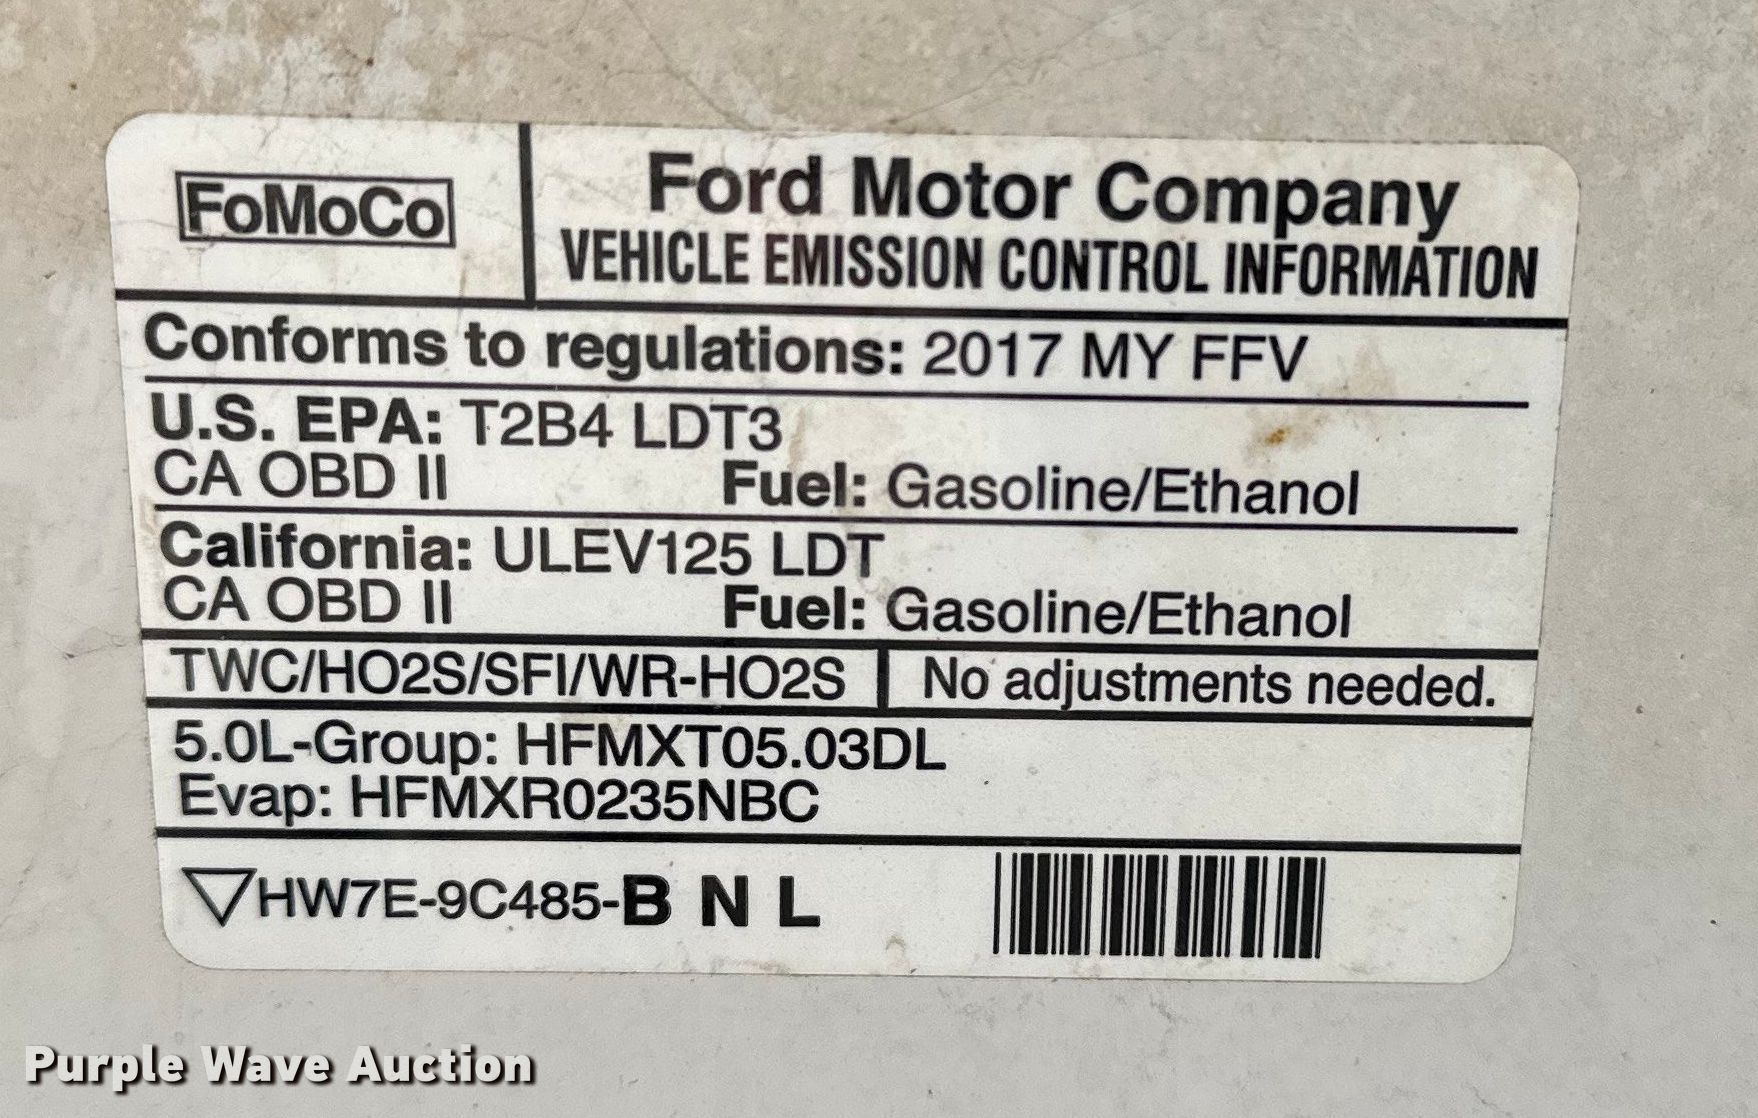 FoMoCo
Ford Motor Company
VEHICLE EMISSION CONTROL INFORMATION
Conforms to regulations: 2017 MY FFV
U.S. EPA: T2B4 LDT3
CA OBD II Fuel: Gasoline/Ethanol
California: ULEV125 LDT
CA OBD II Fuel: Gasoline/Ethanol
TWC/HO2S/SFI/WR-HO2S No adjustments needed.
5.0L-Group: HFMXT05.03DL
Evap: HFMXR0235NBC
HW7E-9C485-B N L
Purple Wave Auction